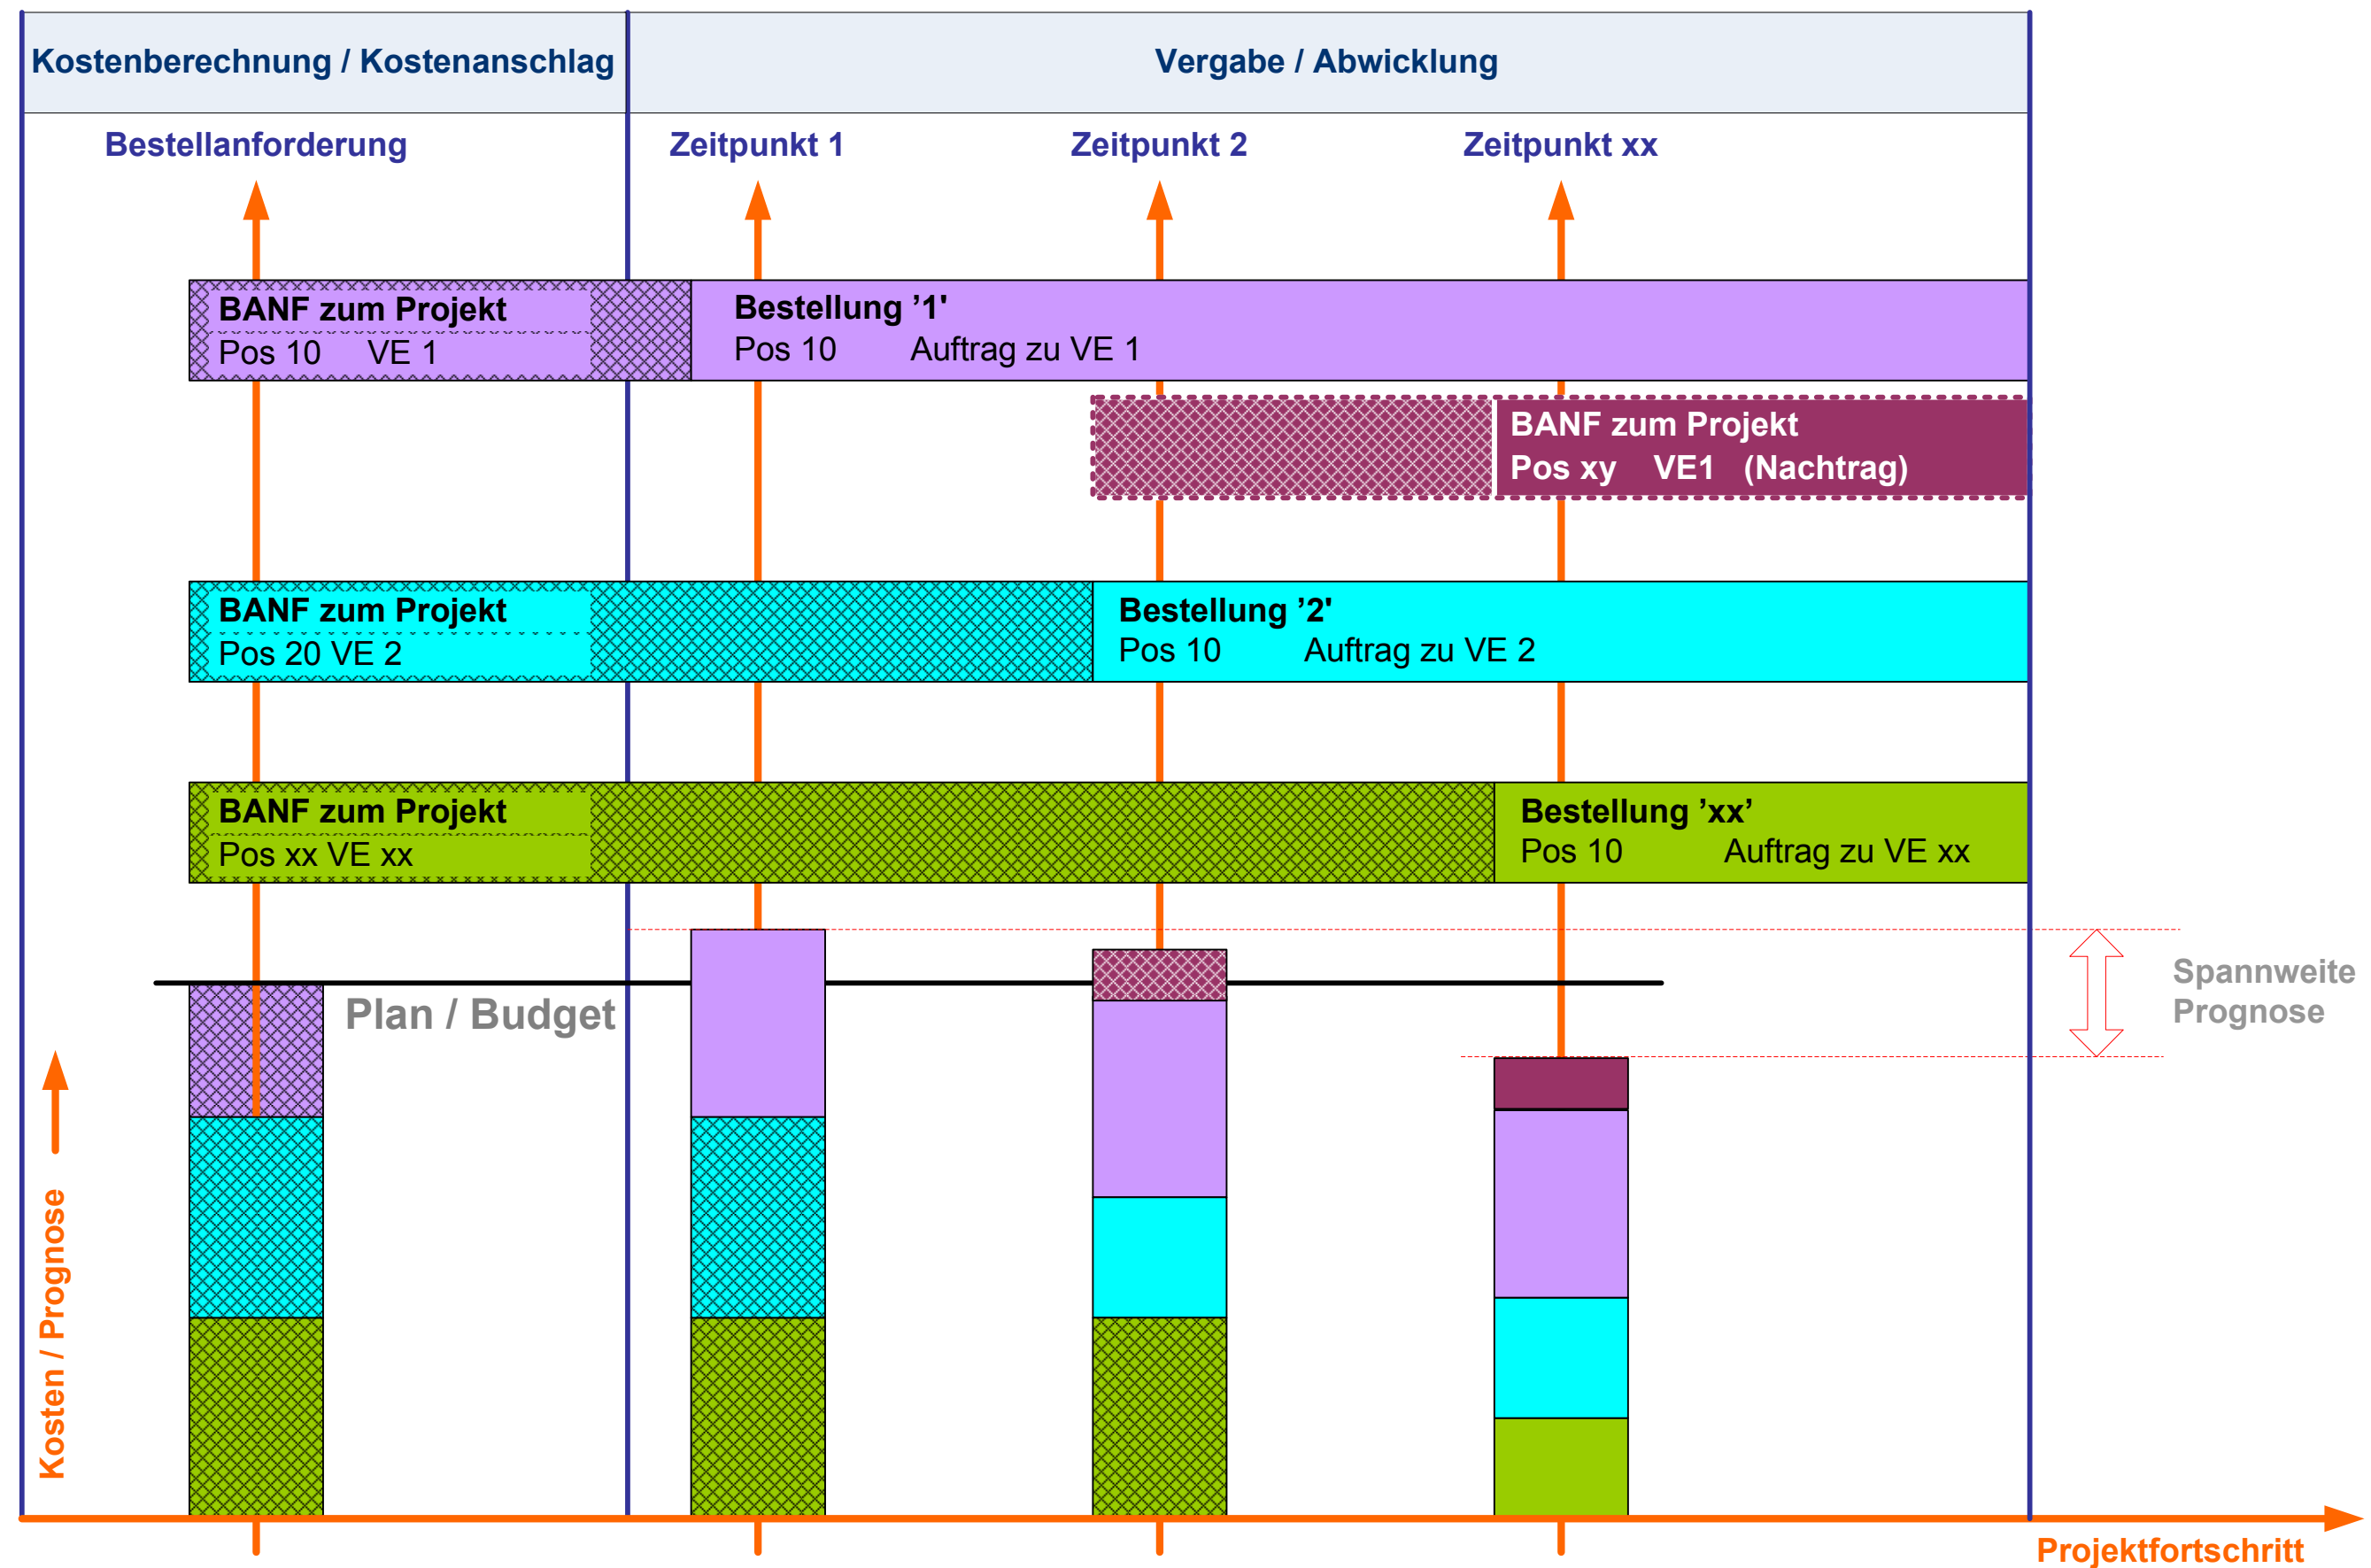 Kostenberechnung / Kostenanschlag
Vergabe / Abwicklung
Bestellanforderung
Zeitpunkt 1
Zeitpunkt 2
Zeitpunkt xx
BANF zum Projekt
Pos 10 VE 1
Bestellung ’1'
Pos 10 Auftrag zu VE 1
BANF zum Projekt
Pos xy VE1 (Nachtrag)
BANF zum Projekt
Pos 20 VE 2
Bestellung ’2'
Pos 10 Auftrag zu VE 2
BANF zum Projekt
Pos xx VE xx
Bestellung ’xx’
Pos 10 Auftrag zu VE xx
Plan / Budget
Spannweite
Prognose
Kosten / Prognose
Projektfortschritt